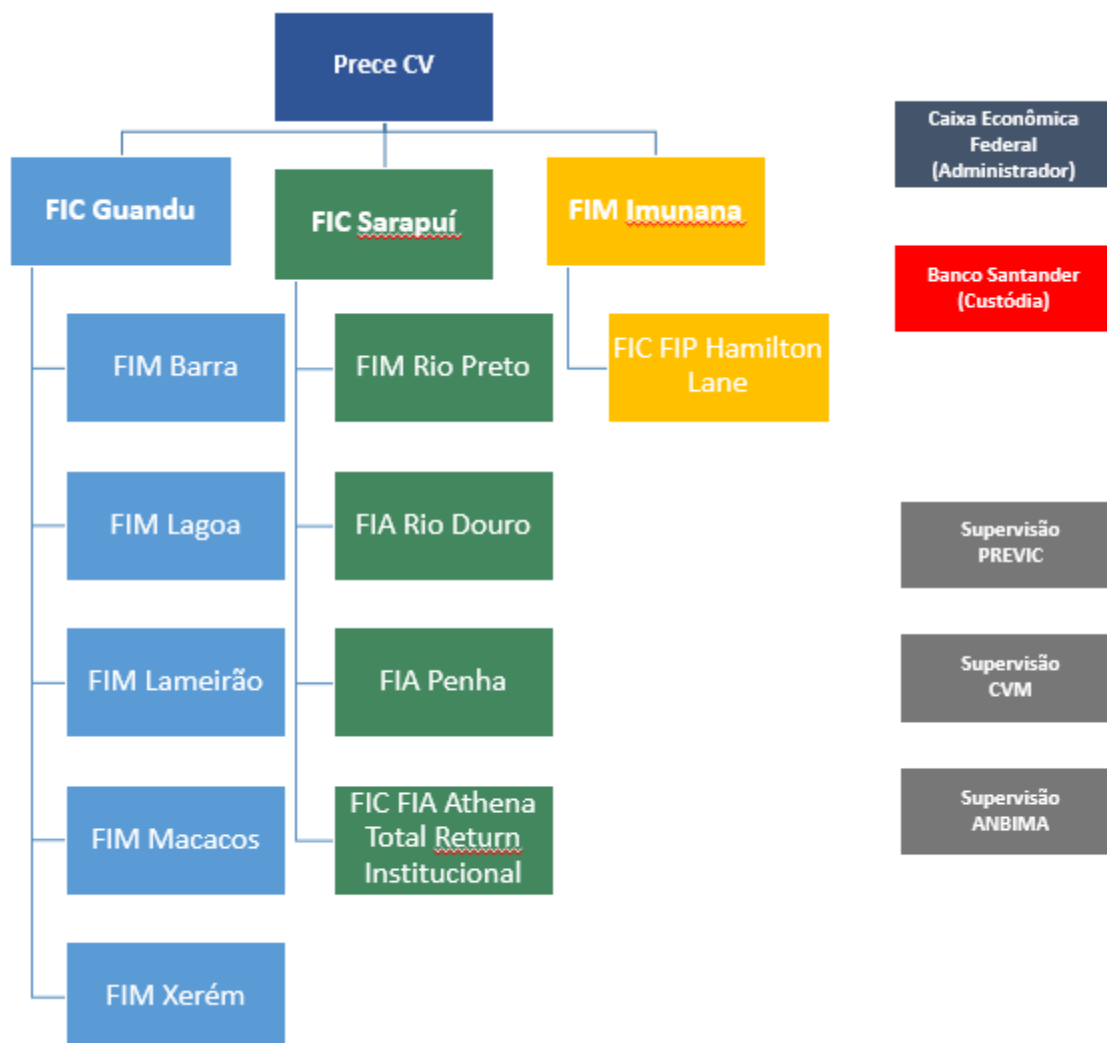 Prece CV
FIC Guandu
FIM Barra
FIM Lagoa
FIM Lameirão
FIM Macacos
FIM Xerém
FIC Sarapuí
FIM Rio Preto
FIA Rio Douro
FIA Penha
FIC FIA Athena
Total Return
Institucional
FIM Imunana
FIC FIP Hamilton
Lane
Caixa Econômica
Federal
(Administrador)
Banco Santander
(Custódia)
Supervisão
PREVIC
Supervisão
CVM
Supervisão
ANBIMA